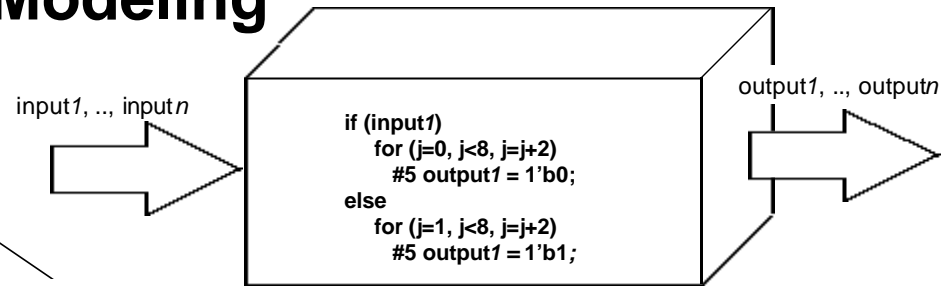 Modeling
input1, .., inputn
output1, .., outputn
if (input1)
for (j=0, j<8, j=j+2)
#5 output1 = 1’b0;
else
for (j=1, j<8, j=j+2)
#5 output1 = 1’b1;